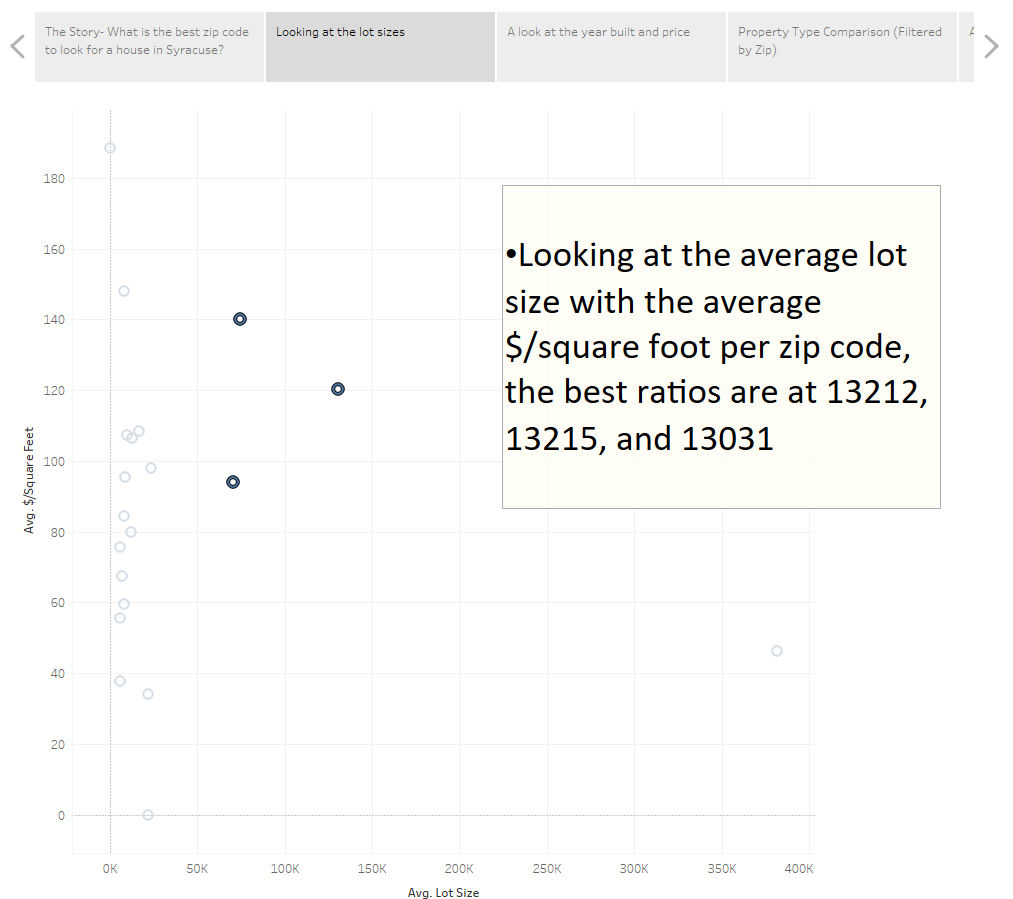 The Story- What is the best zip code
to look for a house in Syracuse?
Looking at the lot sizes
A look at the year built and price
Property Type Comparison (Filtered
by Zip)
•Looking at the average lot
size with the average
$/square foot per zip code,
the best ratios are at 13212,
13215, and 13031
Avg. $/Square Feet
180
160
140
120
100
80
60
40
20
0
0K 50K 100K 150K 200K 250K 300K 350K 400K
Avg. Lot Size